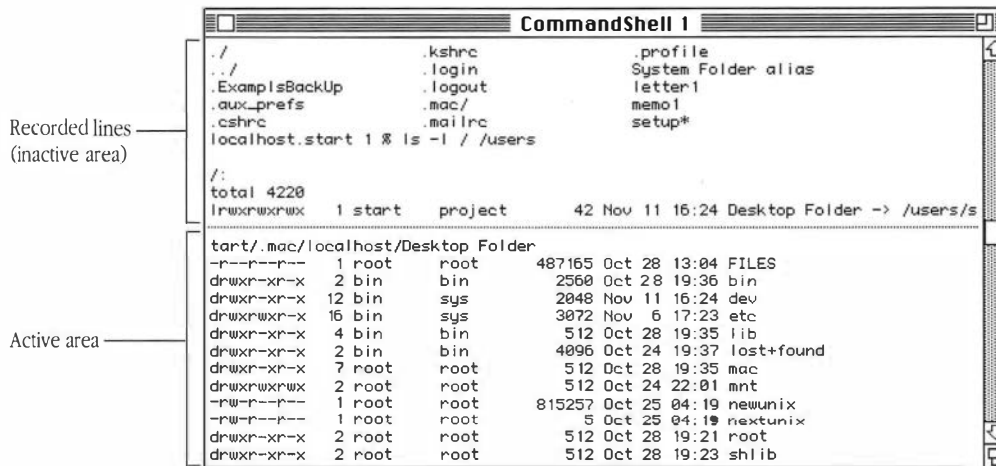 CommandShell 1
./ .kshrc .profile
../ .login System Folder alias
.ExamplsBackUp .logout letter1
.aux_prefs .mac/ memo1
.cshrc .mailrc setup*
localhost.start 1 % ls -l / /users
/:
total 4220
lrwxrwxrwx 1 start project 42 Nov 11 16:24 Desktop Folder -> /users/s
Recorded lines
(inactive area)
tart/.mac/localhost/Desktop Folder
-r--r--r-- 1 root root 487165 Oct 28 13:04 FILES
drwxr-xr-x 2 bin bin 2560 Oct 28 19:36 bin
drwxr-xr-x 12 bin sys 2048 Nov 11 16:24 dev
drwxr-xr-x 16 bin sys 3072 Nov 6 17:23 etc
drwxr-xr-x 4 bin bin 512 Oct 28 19:35 lib
drwxr-xr-x 2 bin bin 4096 Oct 24 19:37 lost+found
drwxr-xr-x 7 root root 512 Oct 28 19:35 mac
drwxrwxrwx 2 root root 512 Oct 24 22:01 mnt
-rw-r--r-- 1 root root 815257 Oct 25 04:19 newunix
-rw-r--r-- 1 root root 5 Oct 25 04:19 nextunix
drwxr-xr-x 2 root root 512 Oct 28 19:21 root
drwxr-xr-x 2 root root 512 Oct 28 19:23 shlib
Active area